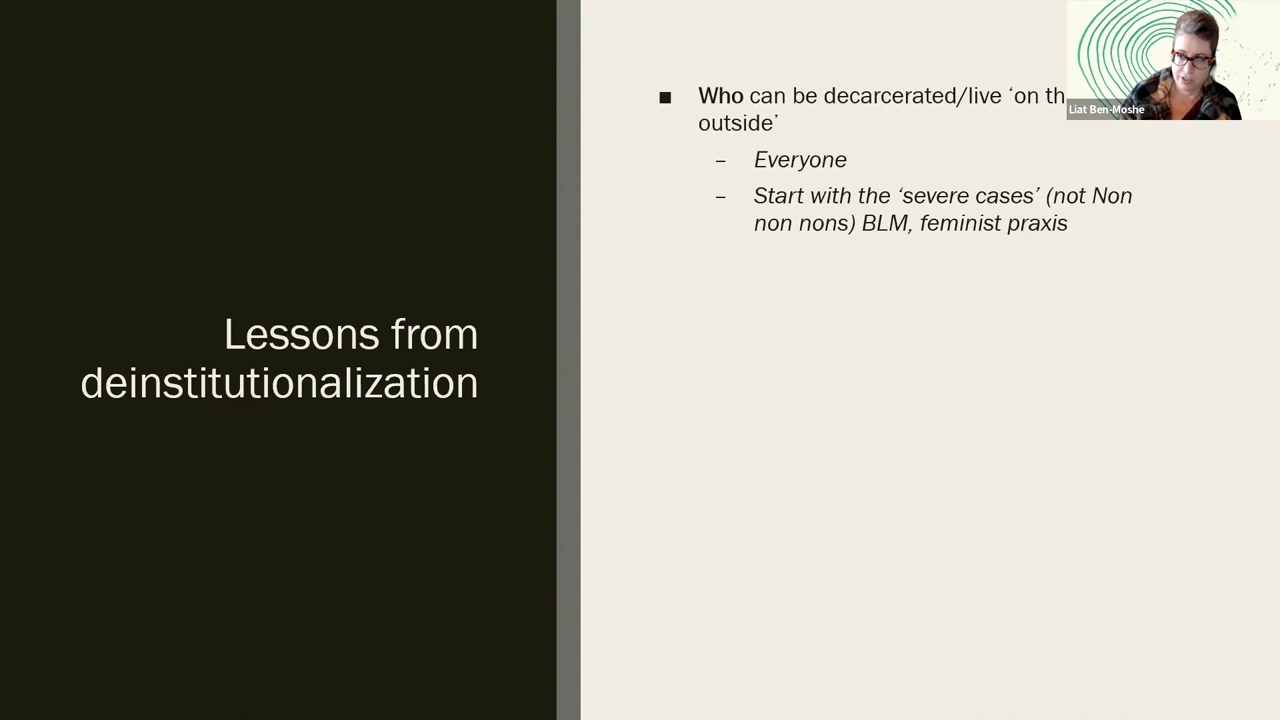 Lessons from
deinstitutionalization
■ Who can be decarcerated/live ‘on th
outside’
– Everyone
– Start with the ‘severe cases’ (not Non
non nons) BLM, feminist praxis
Liat Ben-Moshe